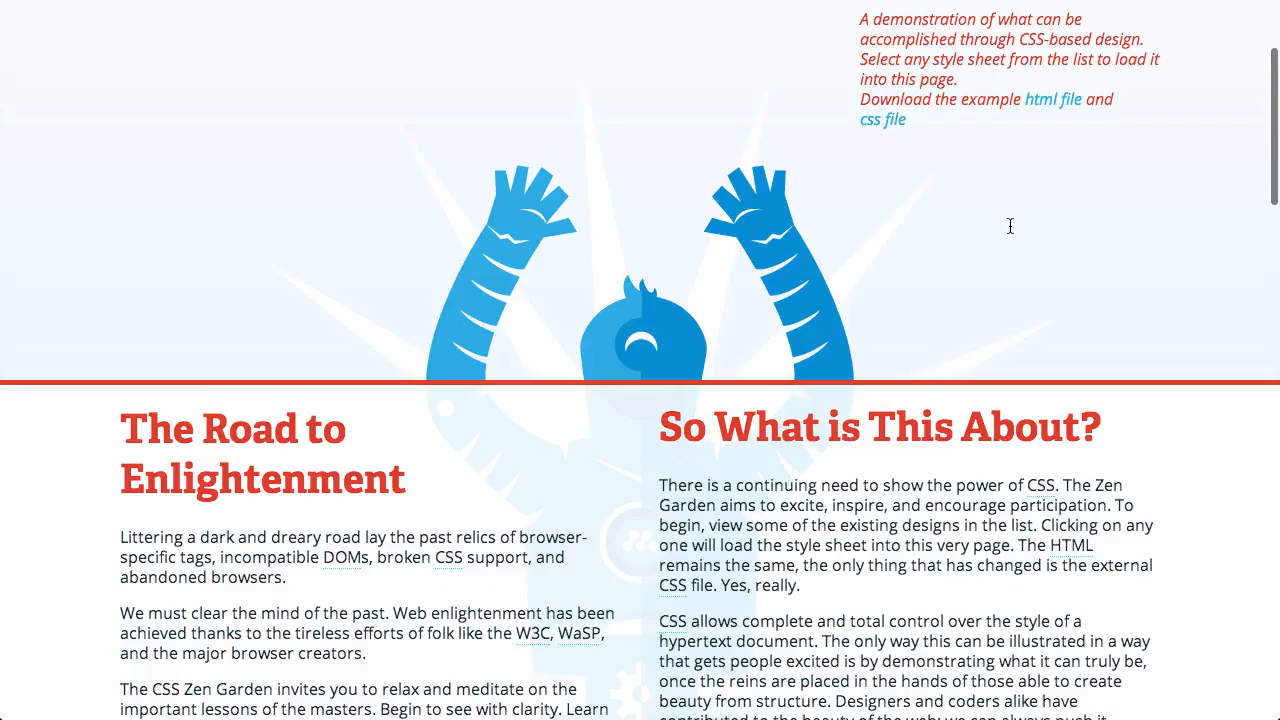 A demonstration of what can be
accomplished through CSS-based design.
Select any style sheet from the list to load it
into this page.
Download the example html file and
css file
The Road to
Enlightenment
Littering a dark and dreary road lay the past relics of browser-
specific tags, incompatible DOMs, broken CSS support, and
abandoned browsers.
We must clear the mind of the past. Web enlightenment has been
achieved thanks to the tireless efforts of folk like the W3C, WaSP,
and the major browser creators.
The CSS Zen Garden invites you to relax and meditate on the
important lessons of the masters. Begin to see with clarity. Learn
So What is This About?
There is a continuing need to show the power of CSS. The Zen
Garden aims to excite, inspire, and encourage participation. To
begin, view some of the existing designs in the list. Clicking on any
one will load the style sheet into this very page. The HTML
remains the same, the only thing that has changed is the external
CSS file. Yes, really.
CSS allows complete and total control over the style of a
hypertext document. The only way this can be illustrated in a way
that gets people excited is by demonstrating what it can truly be,
once the reins are placed in the hands of those able to create
beauty from structure. Designers and coders alike have
contributed to the beauty of the web; we can always push it